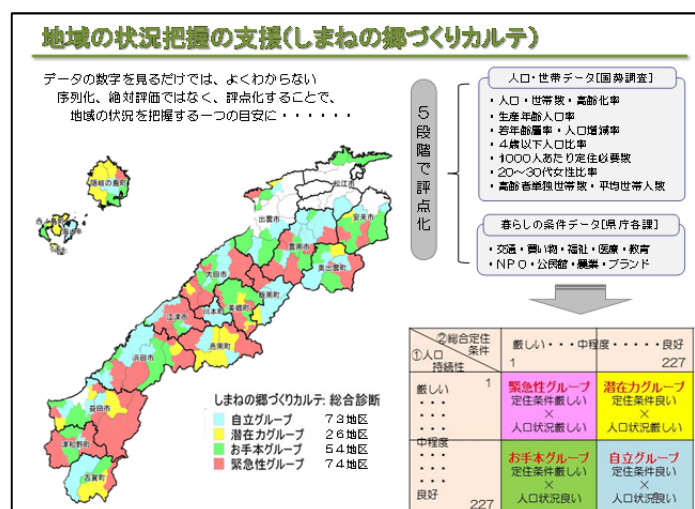 地域の状況把握の支援(しまねの郷づくりカルテ)
データの数字を見るだけでは、よくわからない
序列化、絶対評価ではなく、評点化することで、
地域の状況を把握する一つの目安に・・・・・・
5段階で評点化
人口・世帯データ[国勢調査]
・人口・世帯数・高齢化率
・生産年齢人口率
・若年齢層率・人口増減率
・4歳以下人口比率
・1000人あたり定住必要数
・20～30代女性比率
・高齢者単独世帯数・平均世帯人数
暮らしの条件データ[県庁各課]
・交通・買い物・福祉・医療・教育
・NPO・公民館・農業・ブランド
隠岐の島町
松江市
出雲市
安来市
雲南市
奥出雲町
大田市
飯南町
川本町
美郷町
江津市
邑南町
浜田市
益田市
津和野町
吉賀町
しまねの郷づくりカルテ: 総合診断
自立グループ 73地区
潜在力グループ 26地区
お手本グループ 54地区
緊急性グループ 74地区
②総合定住条件
①人口持続性
厳しい・・・中程度・・・・・良好
1 227
厳しい 1
・
・
・
中程度
・
・
・
良好
227
緊急性グループ
定住条件厳しい
×
人口状況厳しい
潜在力グループ
定住条件良い
×
人口状況厳しい
お手本グループ
定住条件厳しい
×
人口状況良い
自立グループ
定住条件良い
×
人口状況良い